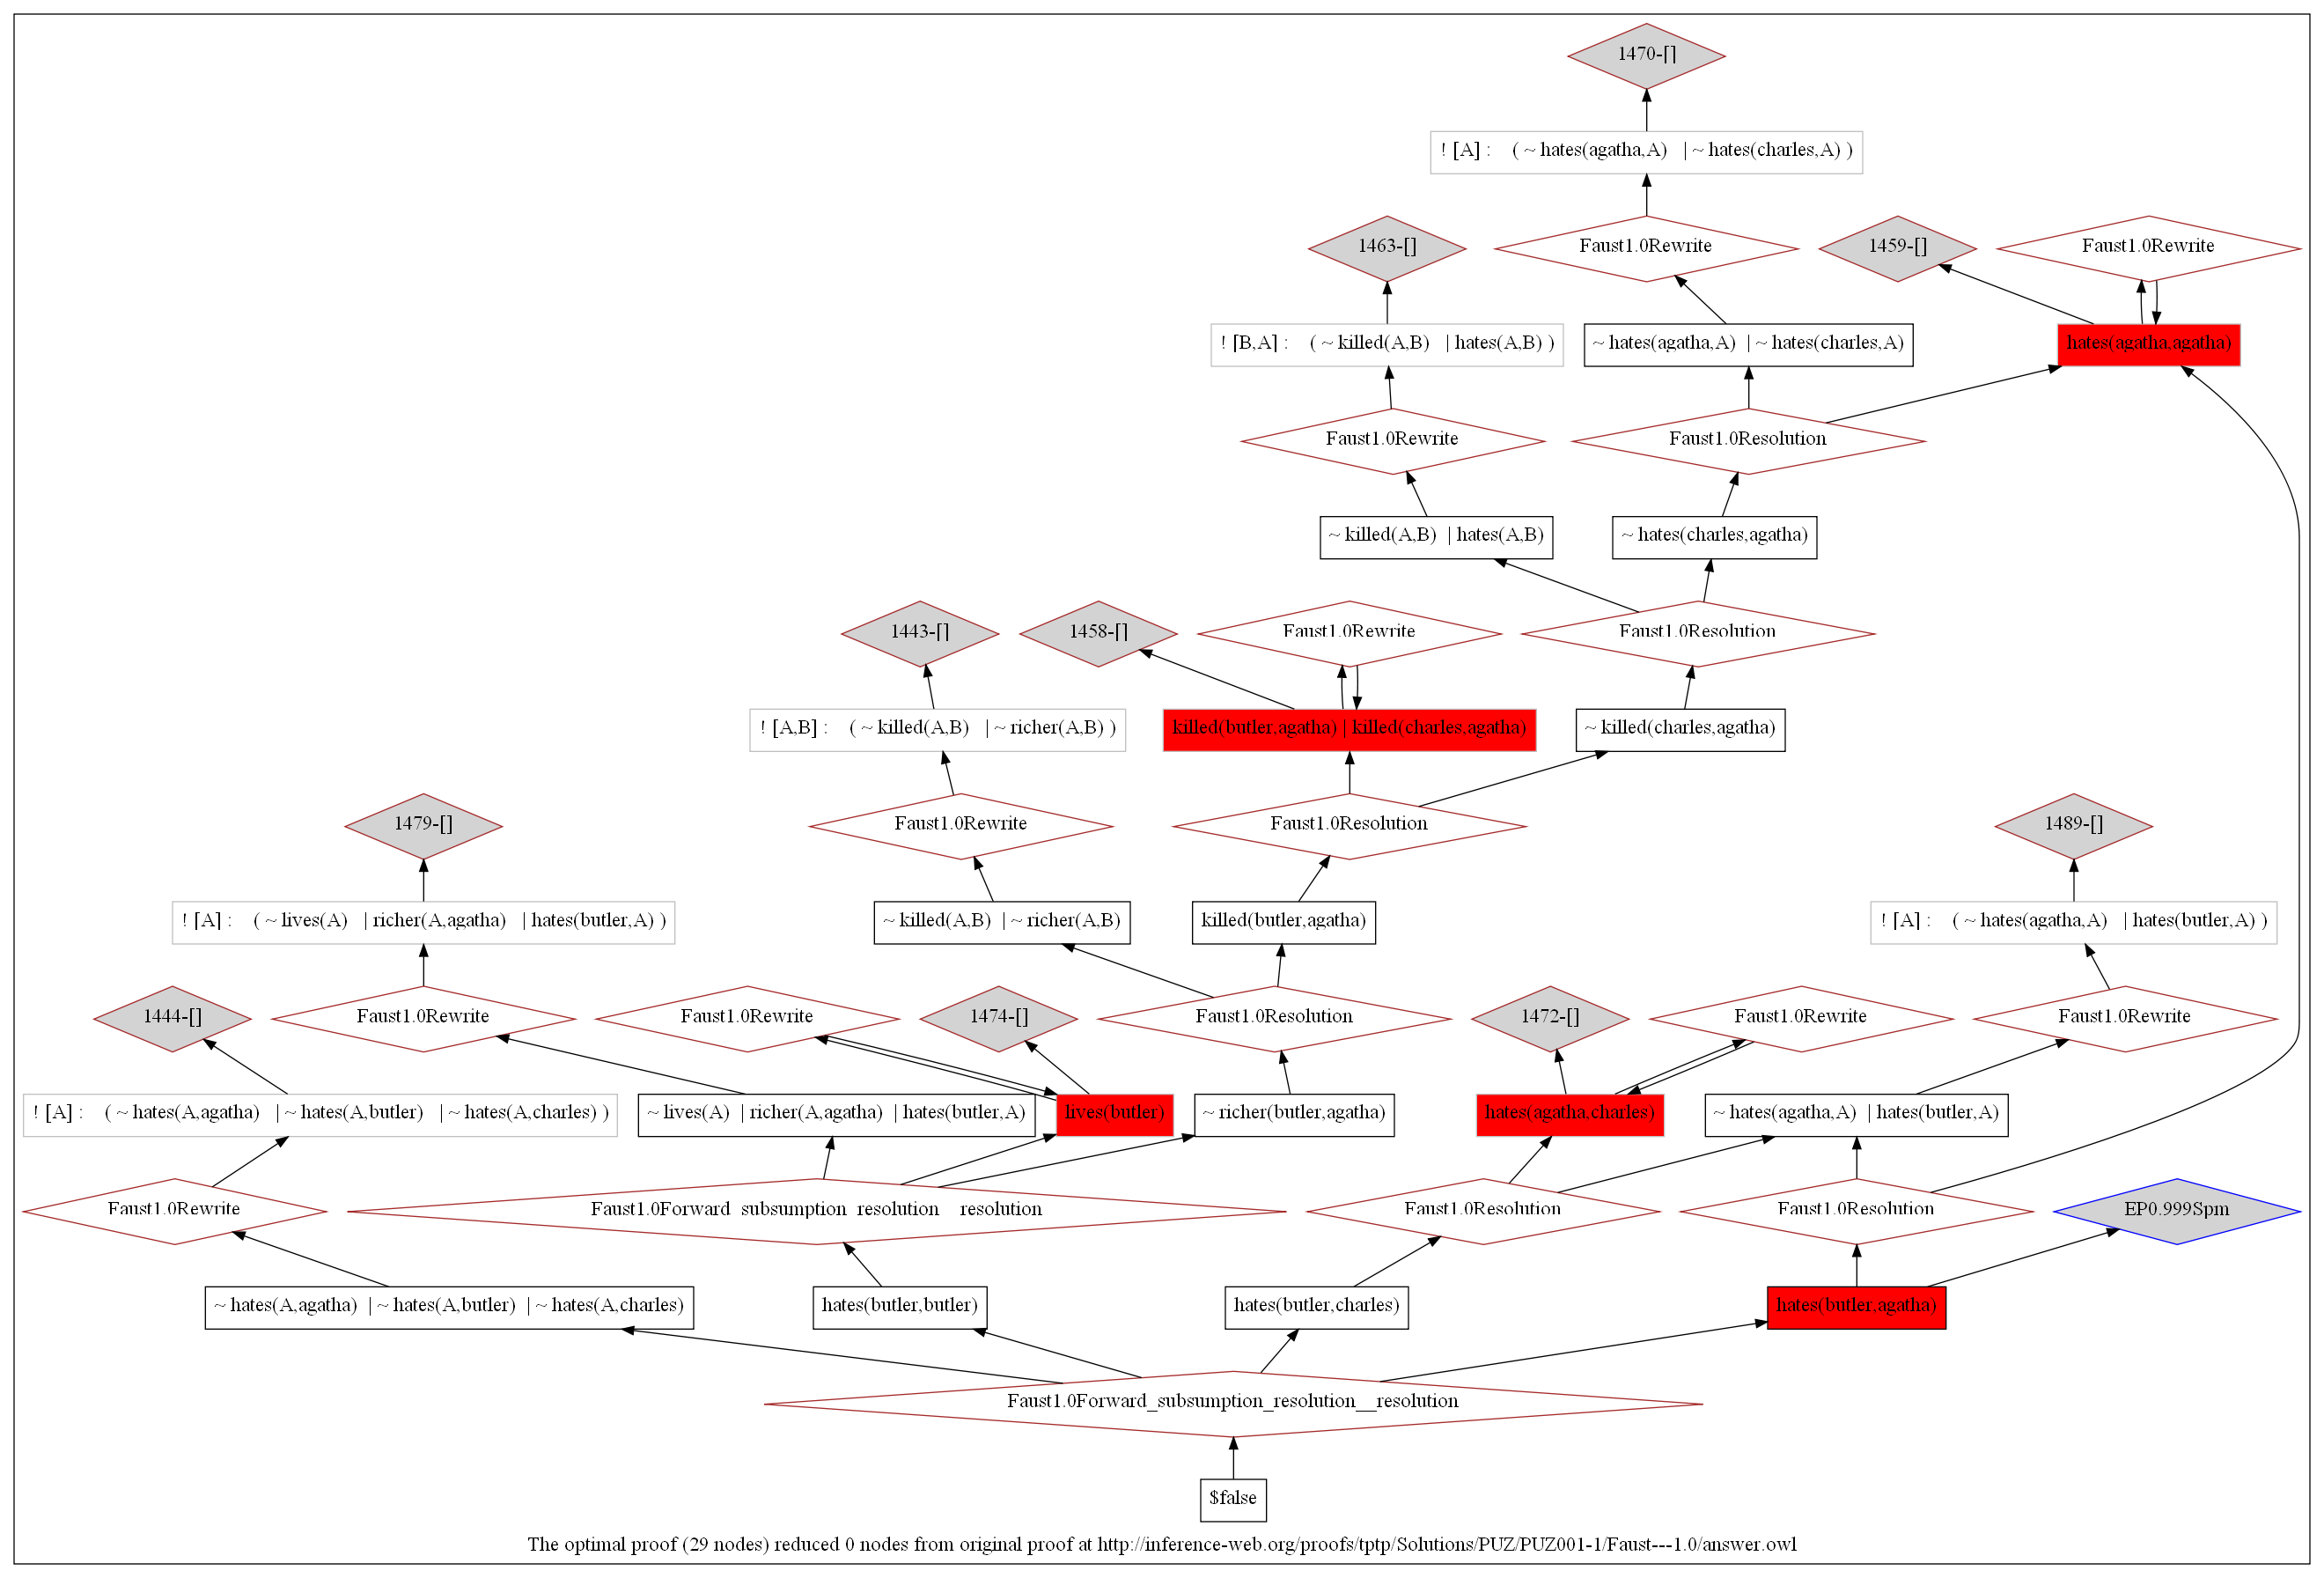 1470-[]
! [A] : ( ~ hates(agatha,A) | ~ hates(charles,A) )
1463-[]
Faust1.0Rewrite
1459-[]
Faust1.0Rewrite
! [B,A] : ( ~ killed(A,B) | hates(A,B) )
~ hates(agatha,A) | ~ hates(charles,A)
hates(agatha,agatha)
Faust1.0Rewrite
Faust1.0Resolution
~ killed(A,B) | hates(A,B)
~ hates(charles,agatha)
1443-[]
1458-[]
Faust1.0Rewrite
Faust1.0Resolution
! [A,B] : ( ~ killed(A,B) | ~ richer(A,B) )
killed(butler,agatha) | killed(charles,agatha)
~ killed(charles,agatha)
1479-[]
Faust1.0Rewrite
Faust1.0Resolution
1489-[]
! [A] : ( ~ lives(A) | richer(A,agatha) | hates(butler,A) )
~ killed(A,B) | ~ richer(A,B)
killed(butler,agatha)
! [A] : ( ~ hates(agatha,A) | hates(butler,A) )
1444-[]
Faust1.0Rewrite
Faust1.0Rewrite
1474-[]
Faust1.0Resolution
1472-[]
Faust1.0Rewrite
Faust1.0Rewrite
! [A] : ( ~ hates(A,agatha) | ~ hates(A,butler) | ~ hates(A,charles) )
~ lives(A) | richer(A,agatha) | hates(butler,A)
lives(butler)
~ richer(butler,agatha)
hates(agatha,charles)
~ hates(agatha,A) | hates(butler,A)
Faust1.0Rewrite
Faust1.0Forward_subsumption_resolution__resolution
Faust1.0Resolution
Faust1.0Resolution
EP0.999Spm
~ hates(A,agatha) | ~ hates(A,butler) | ~ hates(A,charles)
hates(butler,butler)
hates(butler,charles)
hates(butler,agatha)
Faust1.0Forward_subsumption_resolution__resolution
$false
The optimal proof (29 nodes) reduced 0 nodes from original proof at http://inference-web.org/proofs/tptp/Solutions/PUZ/PUZ001-1/Faust---1.0/answer.owl